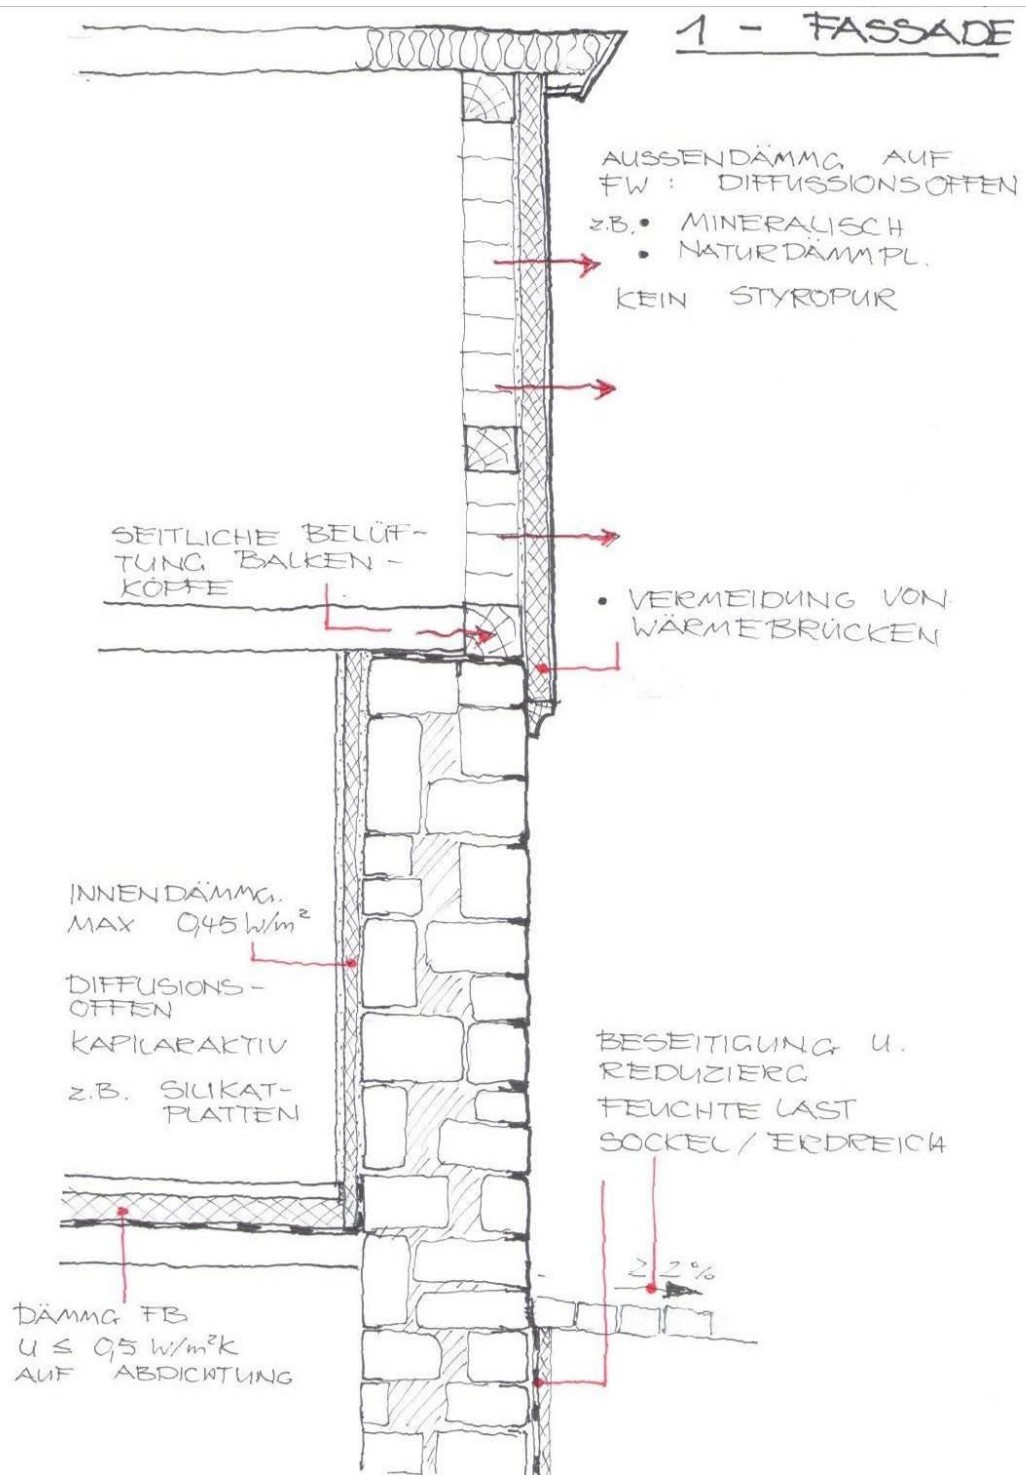 1 - FASSADE
AUSSENDÄMMG AUF
FW : DIFFUSSIONSOFFEN
z.B. • MINERALISCH
• NATURDÄMMPL.
KEIN STYROPUR
SEITLICHE BELÜF-
TUNG BALKEN-
KÖPFE
• VERMEIDUNG VON
WÄRMEBRÜCKEN
INNENDÄMMG.
MAX 0,45 W/m²
DIFFUSIONS-
OFFEN
KAPILARAKTIV
z.B. SILIKAT-
PLATTEN
BESEITIGUNG U.
REDUZIERG
FEUCHTE LAST
SOCKEL / ERDREICH
≥ 2%
DÄMMG FB
U ≤ 0,5 W/m²K
AUF ABDICHTUNG